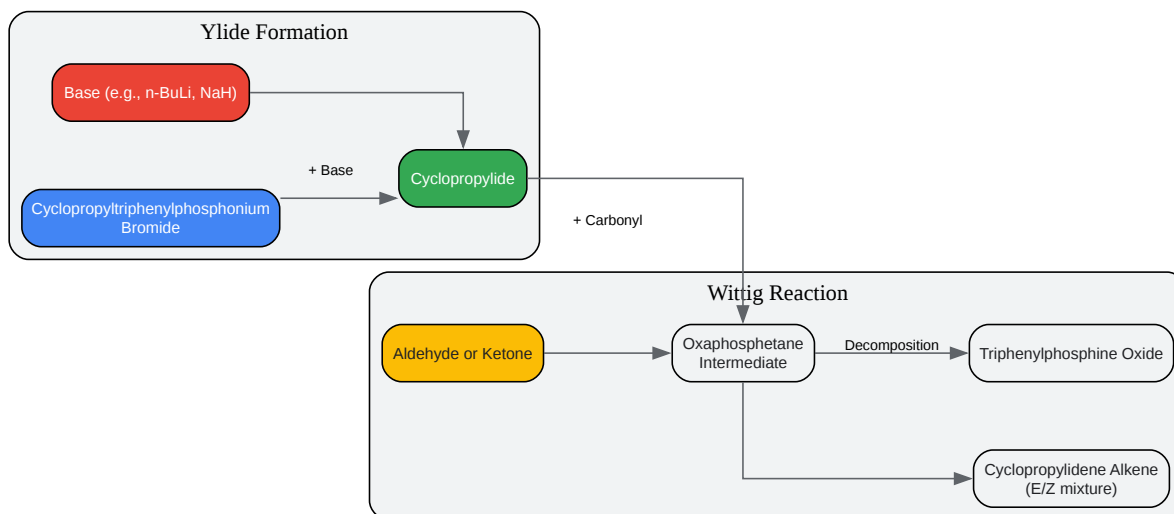 Ylide Formation
Base (e.g., n-BuLi, NaH)
+ Base
Cyclopropylide
Cyclopropyltriphenylphosphonium
Bromide
+ Carbonyl
Wittig Reaction
Aldehyde or Ketone
Oxaphosphetane
Intermediate
Decomposition
Triphenylphosphine Oxide
Cyclopropylidene Alkene
(E/Z mixture)